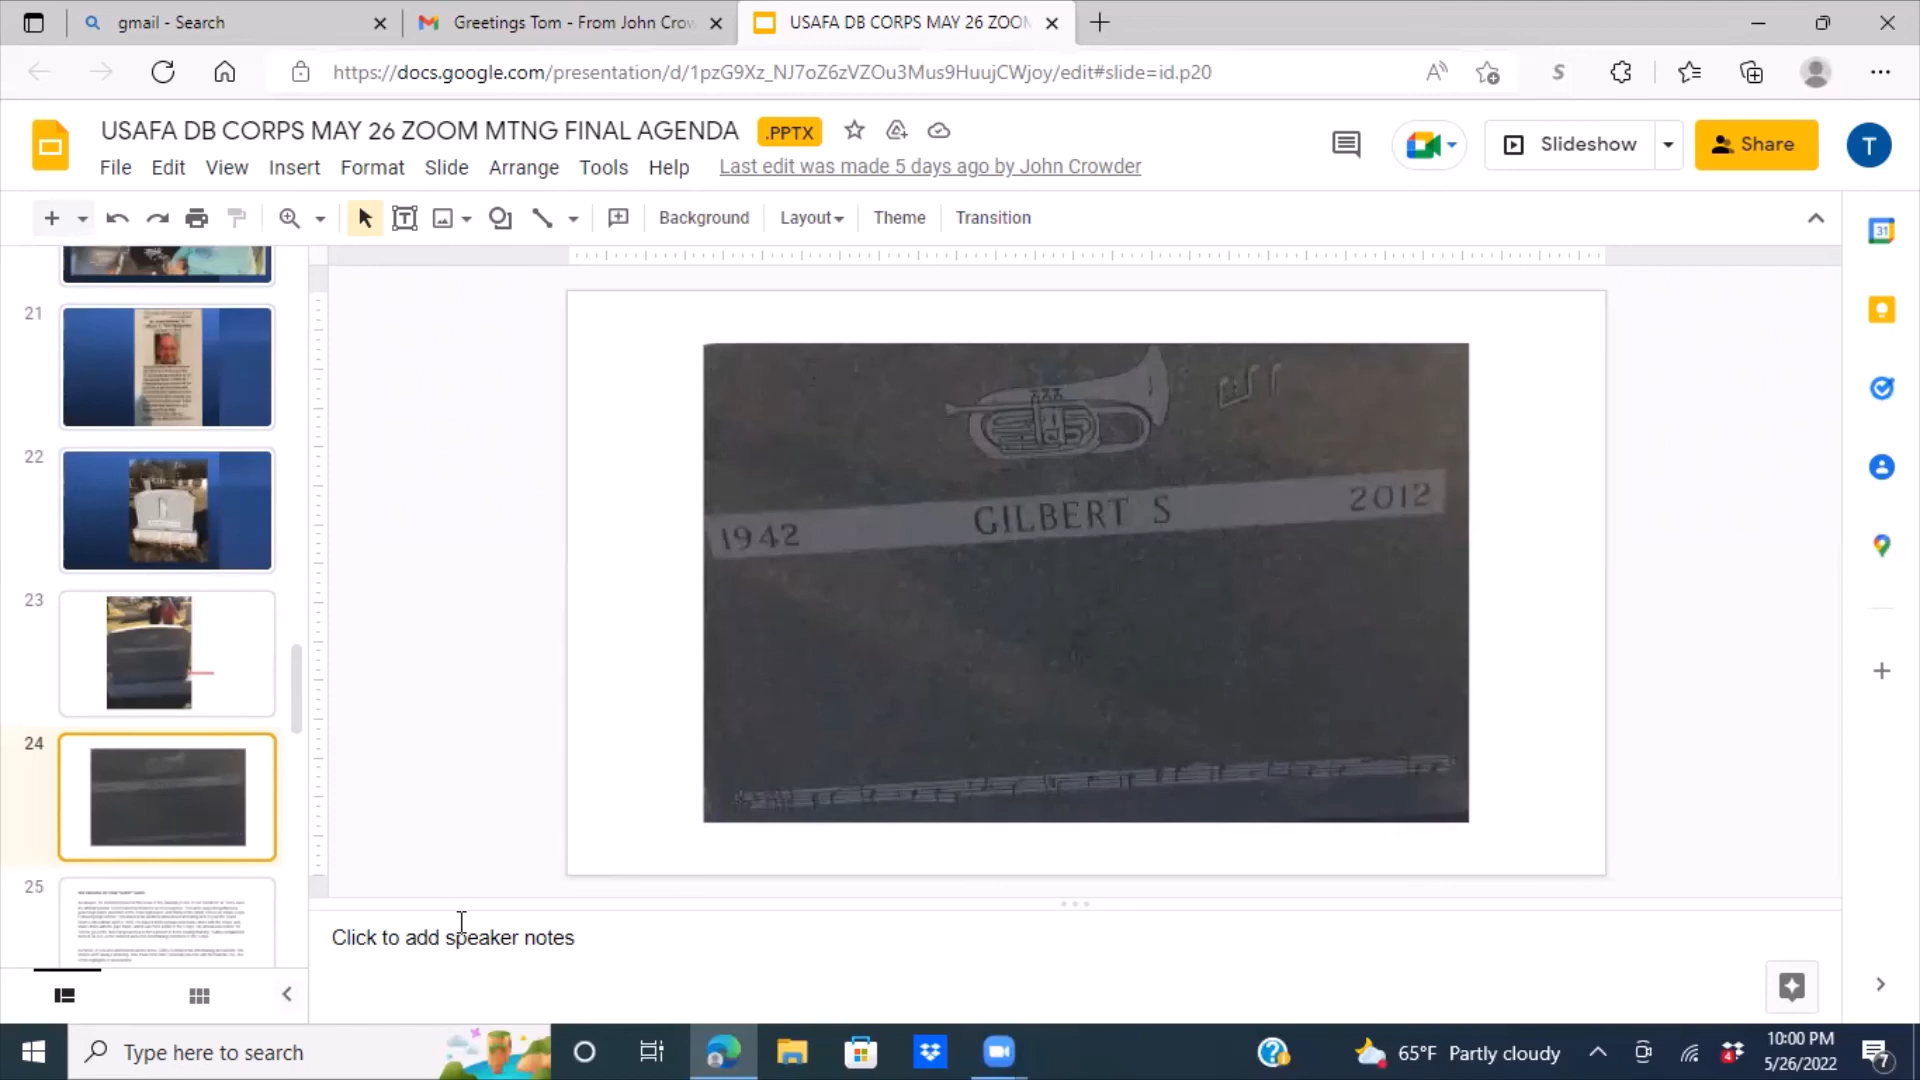 gmail - Search
Greetings Tom - From John Crow
USAFA DB CORPS MAY 26 ZOOM
https://docs.google.com/presentation/d/1pzG9Xz_NJ7oZ6zVZOu3Mus9HuujCWjoy/edit#slide=id.p20
USAFA DB CORPS MAY 26 ZOOM MTNG FINAL AGENDA
.PPTX
Slideshow
Share
T
File Edit View Insert Format Slide Arrange Tools Help
Last edit was made 5 days ago by John Crowder
Background Layout Theme Transition
31
21
22
23
24
25
1942 GILBERT S 2012
Click to add speaker notes
Type here to search
65°F Partly cloudy
4
10:00 PM
5/26/2022
7